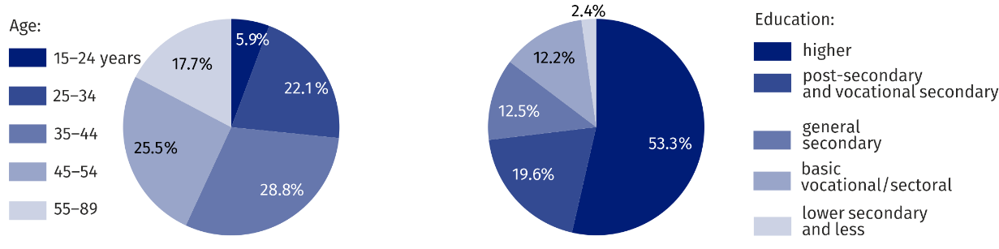 Age:
15–24 years
25–34
35–44
45–54
55–89
5.9%
22.1%
28.8%
25.5%
17.7%
2.4%
12.2%
12.5%
19.6%
53.3%
Education:
higher
post-secondary
and vocational secondary
general
secondary
basic
vocational/sectoral
lower secondary
and less